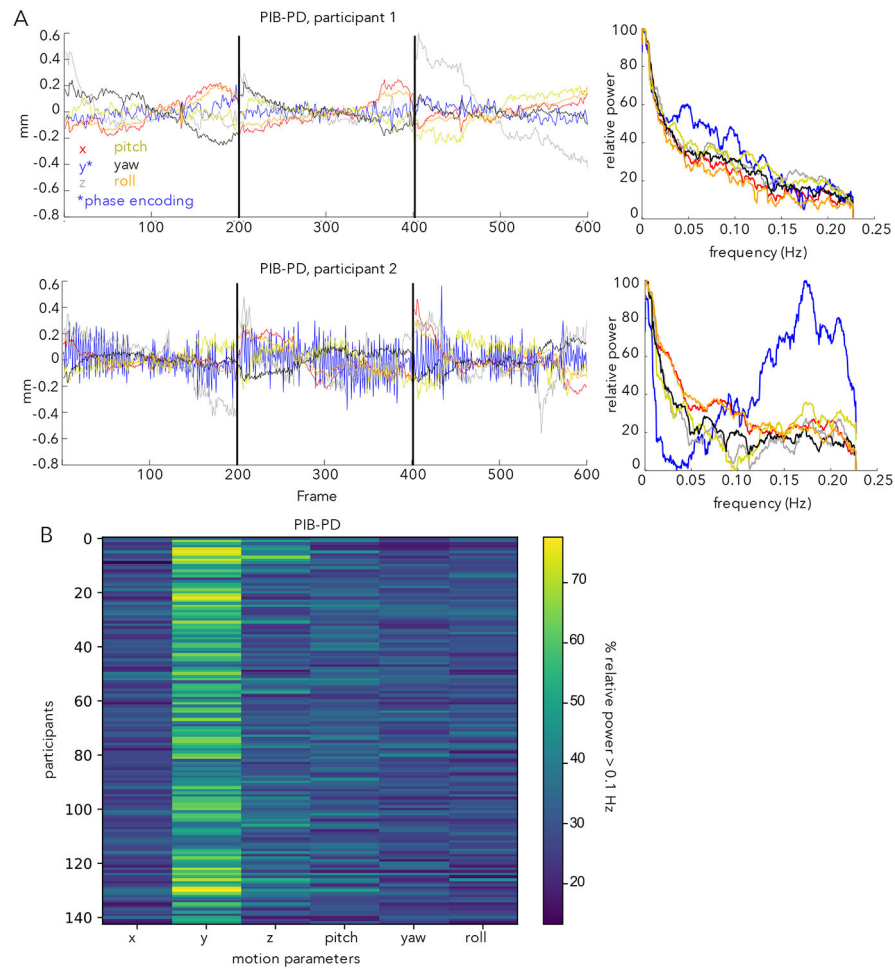 A
PIB-PD, participant 1
0.6
0.4
0.2
0
-0.2
-0.4
-0.6
-0.8
mm
x
pitch
y*
yaw
z
roll
*phase encoding
100
200
300
400
500
600
relative power
100
80
60
40
20
0
0.05
0.10
0.15
0.20
0.25
frequency (Hz)
PIB-PD, participant 2
0.6
0.4
0.2
0
-0.2
-0.4
-0.6
-0.8
mm
100
200
300
400
500
600
Frame
relative power
100
80
60
40
20
0
0.05
0.10
0.15
0.20
0.25
frequency (Hz)
B
PIB-PD
0
20
40
60
80
100
120
140
participants
x
y
z
pitch
yaw
roll
motion parameters
70
60
50
40
30
20
% relative power > 0.1 Hz